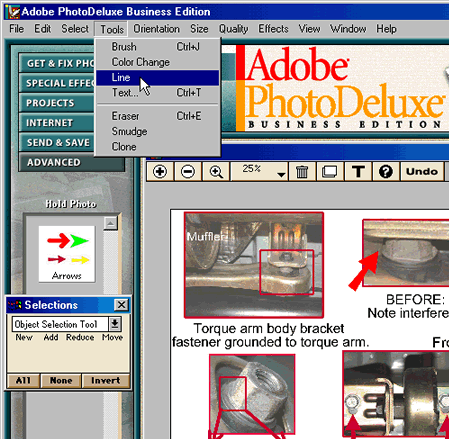 Adobe PhotoDeluxe Business Edition
File Edit Select Tools Orientation Size Quality Effects View Window Help
GET & FIX PHO
SPECIAL EFFEC
PROJECTS
INTERNET
SEND & SAVE
ADVANCED
Brush Ctrl+J
Color Change
Line
Text... Ctrl+T
Eraser Ctrl+E
Smudge
Clone
Adobe
PhotoDeluxe
BUSINESS EDITION
25%
T
?
Undo
Hold Photo
Arrows
Selections
Object Selection Tool
New Add Reduce Move
All None Invert
Muffler
Torque arm body bracket
fastener grounded to torque arm.
BEFORE:
Note interfere
Fro